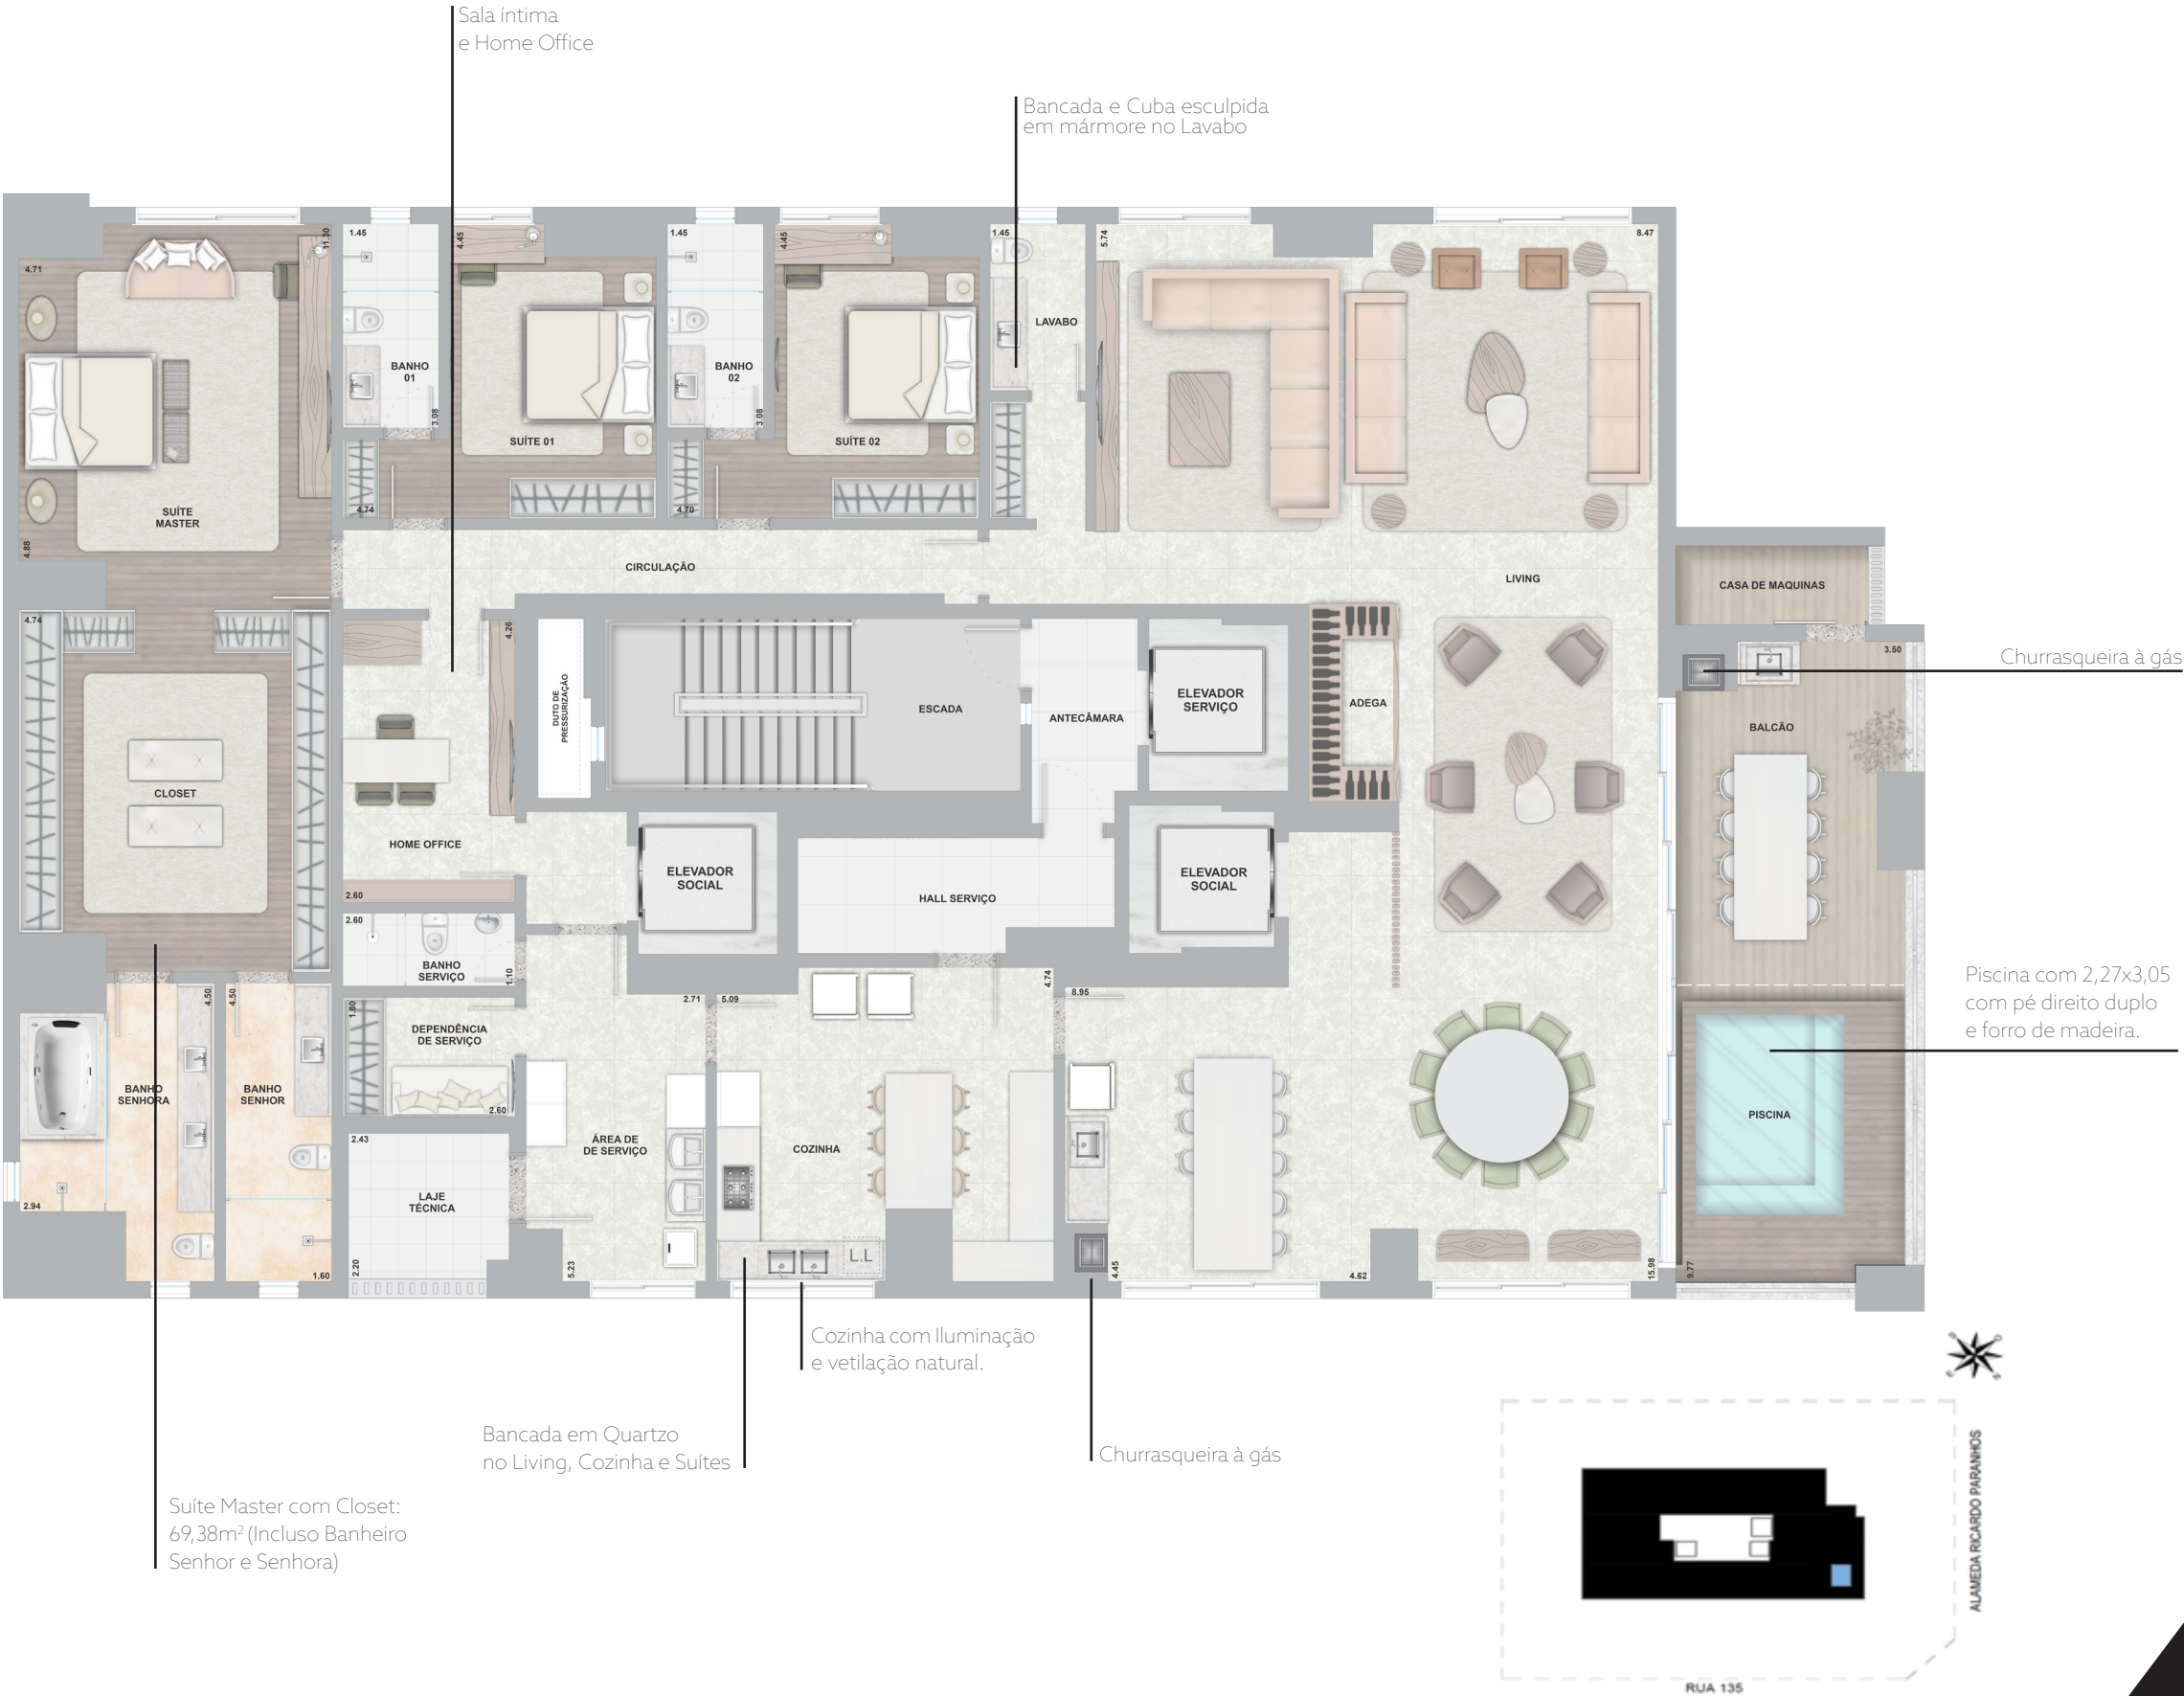 Sala íntima
e Home Office
Bancada e Cuba esculpida
em mármore no Lavabo
1.45
4.45
1.45
4.45
1.45
5.74
8.47
11.30
4.71
LAVABO
BANHO
01
BANHO
02
3.08
3.08
SUÍTE 01
SUÍTE 02
SUÍTE
MASTER
4.74
4.70
4.88
CIRCULAÇÃO
LIVING
CASA DE MAQUINAS
4.74
4.26
3.50
Churrasqueira à gás
DUTO DE
PRESSURIZAÇÃO
ESCADA
ANTECÂMARA
ELEVADOR
SERVIÇO
ADEGA
BALCÃO
CLOSET
HOME OFFICE
ELEVADOR
SOCIAL
ELEVADOR
SOCIAL
2.60
HALL SERVIÇO
2.60
BANHO
SERVIÇO
1.10
4.74
Piscina com 2,27x3,05
com pé direito duplo
e forro de madeira.
4.50
4.50
1.80
2.71
5.09
8.95
DEPENDÊNCIA
DE SERVIÇO
BANHO
SENHORA
BANHO
SENHOR
2.60
PISCINA
2.43
ÁREA DE
DE SERVIÇO
COZINHA
LAJE
TÉCNICA
2.94
L.L
2.20
1.60
5.23
4.45
4.62
15.98
9.77
Cozinha com Iluminação
e vetilação natural.
Bancada em Quartzo
no Living, Cozinha e Suítes
Churrasqueira à gás
Suíte Master com Closet:
69,38m² (Incluso Banheiro
Senhor e Senhora)
ALAMEDA RICARDO PARANHOS
RUA 135